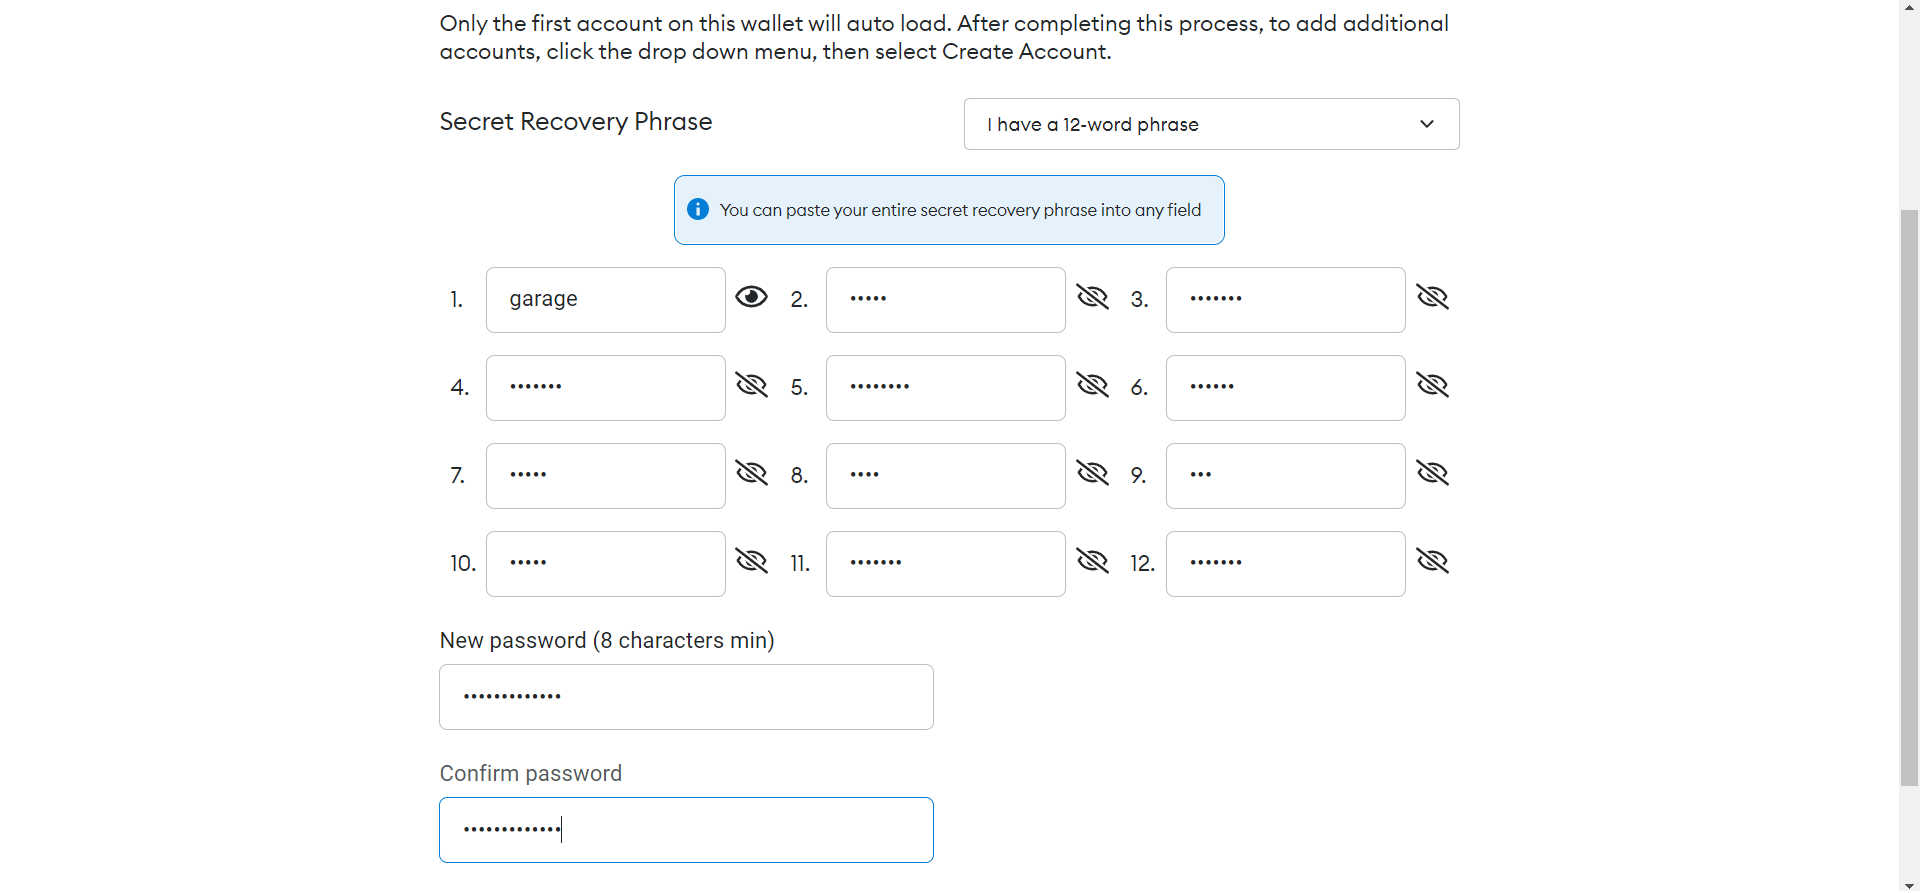 Only the first account on this wallet will auto load. After completing this process, to add additional
accounts, click the drop down menu, then select Create Account.
Secret Recovery Phrase
I have a 12-word phrase
You can paste your entire secret recovery phrase into any field
1. garage 2. ••••• 3. •••••••
4. ••••••• 5. •••••••• 6. ••••••
7. ••••• 8. •••• 9. •••
10. ••••• 11. ••••••• 12. •••••••
New password (8 characters min)
•••••••••••••
Confirm password
•••••••••••••